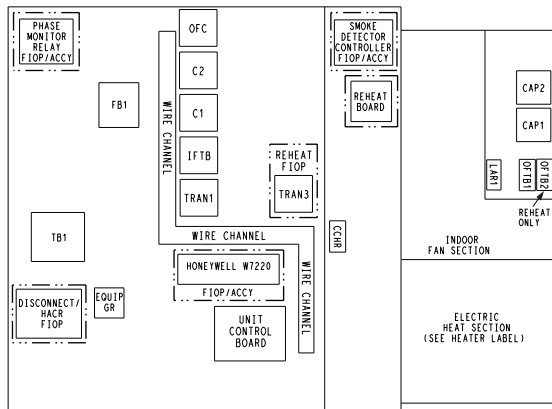 PHASE
MONITOR
RELAY
FIOP/ACCY
OFC
SMOKE
DETECTOR
CONTROLLER
FIOP/ACCY
FB1
C2
REHEAT
BOARD
CAP2
C1
CAP1
WIRE CHANNEL
IFTB
REHEAT
FIOP
TRAN1
TRAN3
LAR1
OFTB1
OFTB2
REHEAT
ONLY
TB1
WIRE CHANNEL
CCHR
INDOOR
FAN SECTION
HONEYWELL W7220
FIOP/ACCY
WIRE CHANNEL
DISCONNECT/
HACR
FIOP
EQUIP
GR
UNIT
CONTROL
BOARD
ELECTRIC
HEAT SECTION
(SEE HEATER LABEL)